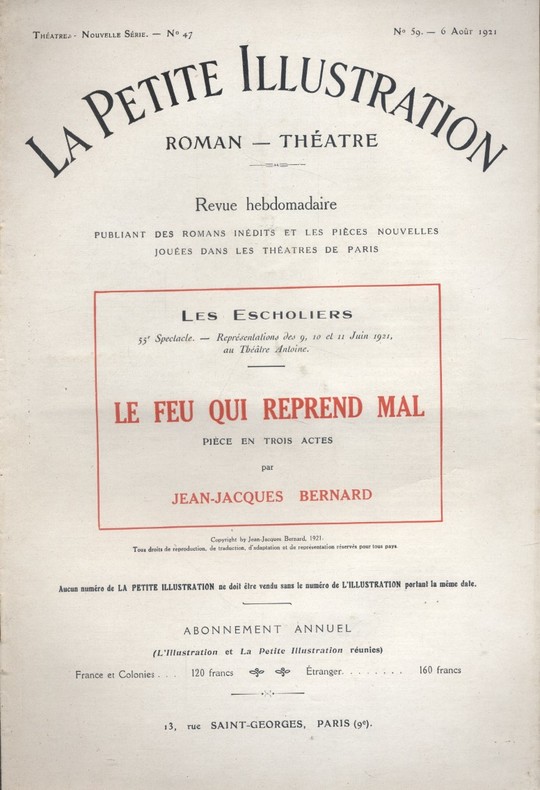 Théatre. - Nouvelle Série. — No 47
No 59. — 6 Août 1921
LA PETITE ILLUSTRATION
ROMAN — THÉATRE
Revue hebdomadaire
PUBLIANT DES ROMANS INÉDITS ET LES PIÈCES NOUVELLES
JOUÉES DANS LES THÉATRES DE PARIS
LES ESCHOLIERS
55e Spectacle. — Représentations des 9, 10 et 11 Juin 1921,
au Théâtre Antoine.
LE FEU QUI REPREND MAL
PIÈCE EN TROIS ACTES
par
JEAN-JACQUES BERNARD
Copyright by Jean-Jacques Bernard, 1921.
Tous droits de reproduction, de traduction, d'adaptation et de représentation réservés pour tous pays
Aucun numéro de LA PETITE ILLUSTRATION ne doit être vendu sans le numéro de L'ILLUSTRATION portant la même date.
ABONNEMENT ANNUEL
(L'Illustration et La Petite Illustration réunies)
France et Colonies . . . 120 francs Étranger. . . . . . . . 160 francs
13, rue SAINT-GEORGES, PARIS (9e).